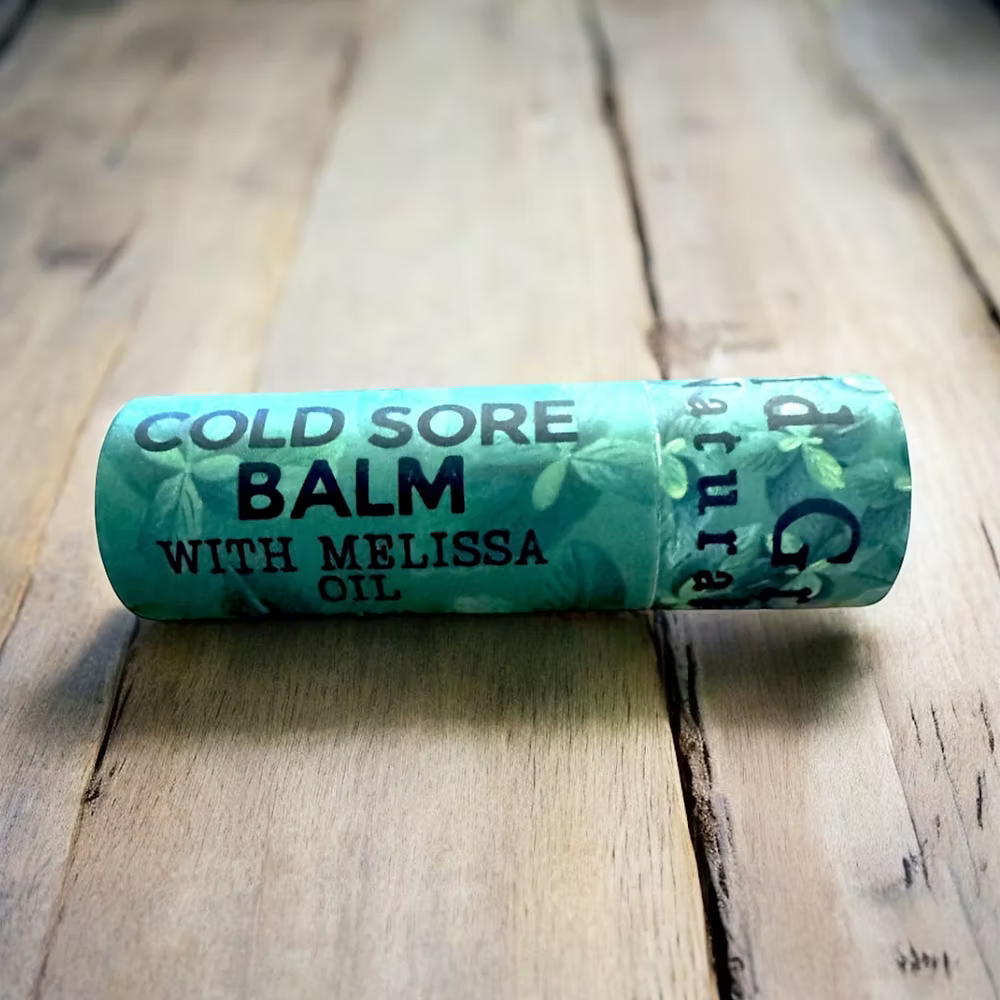 COLD SORE
BALM
WITH MELISSA
OIL